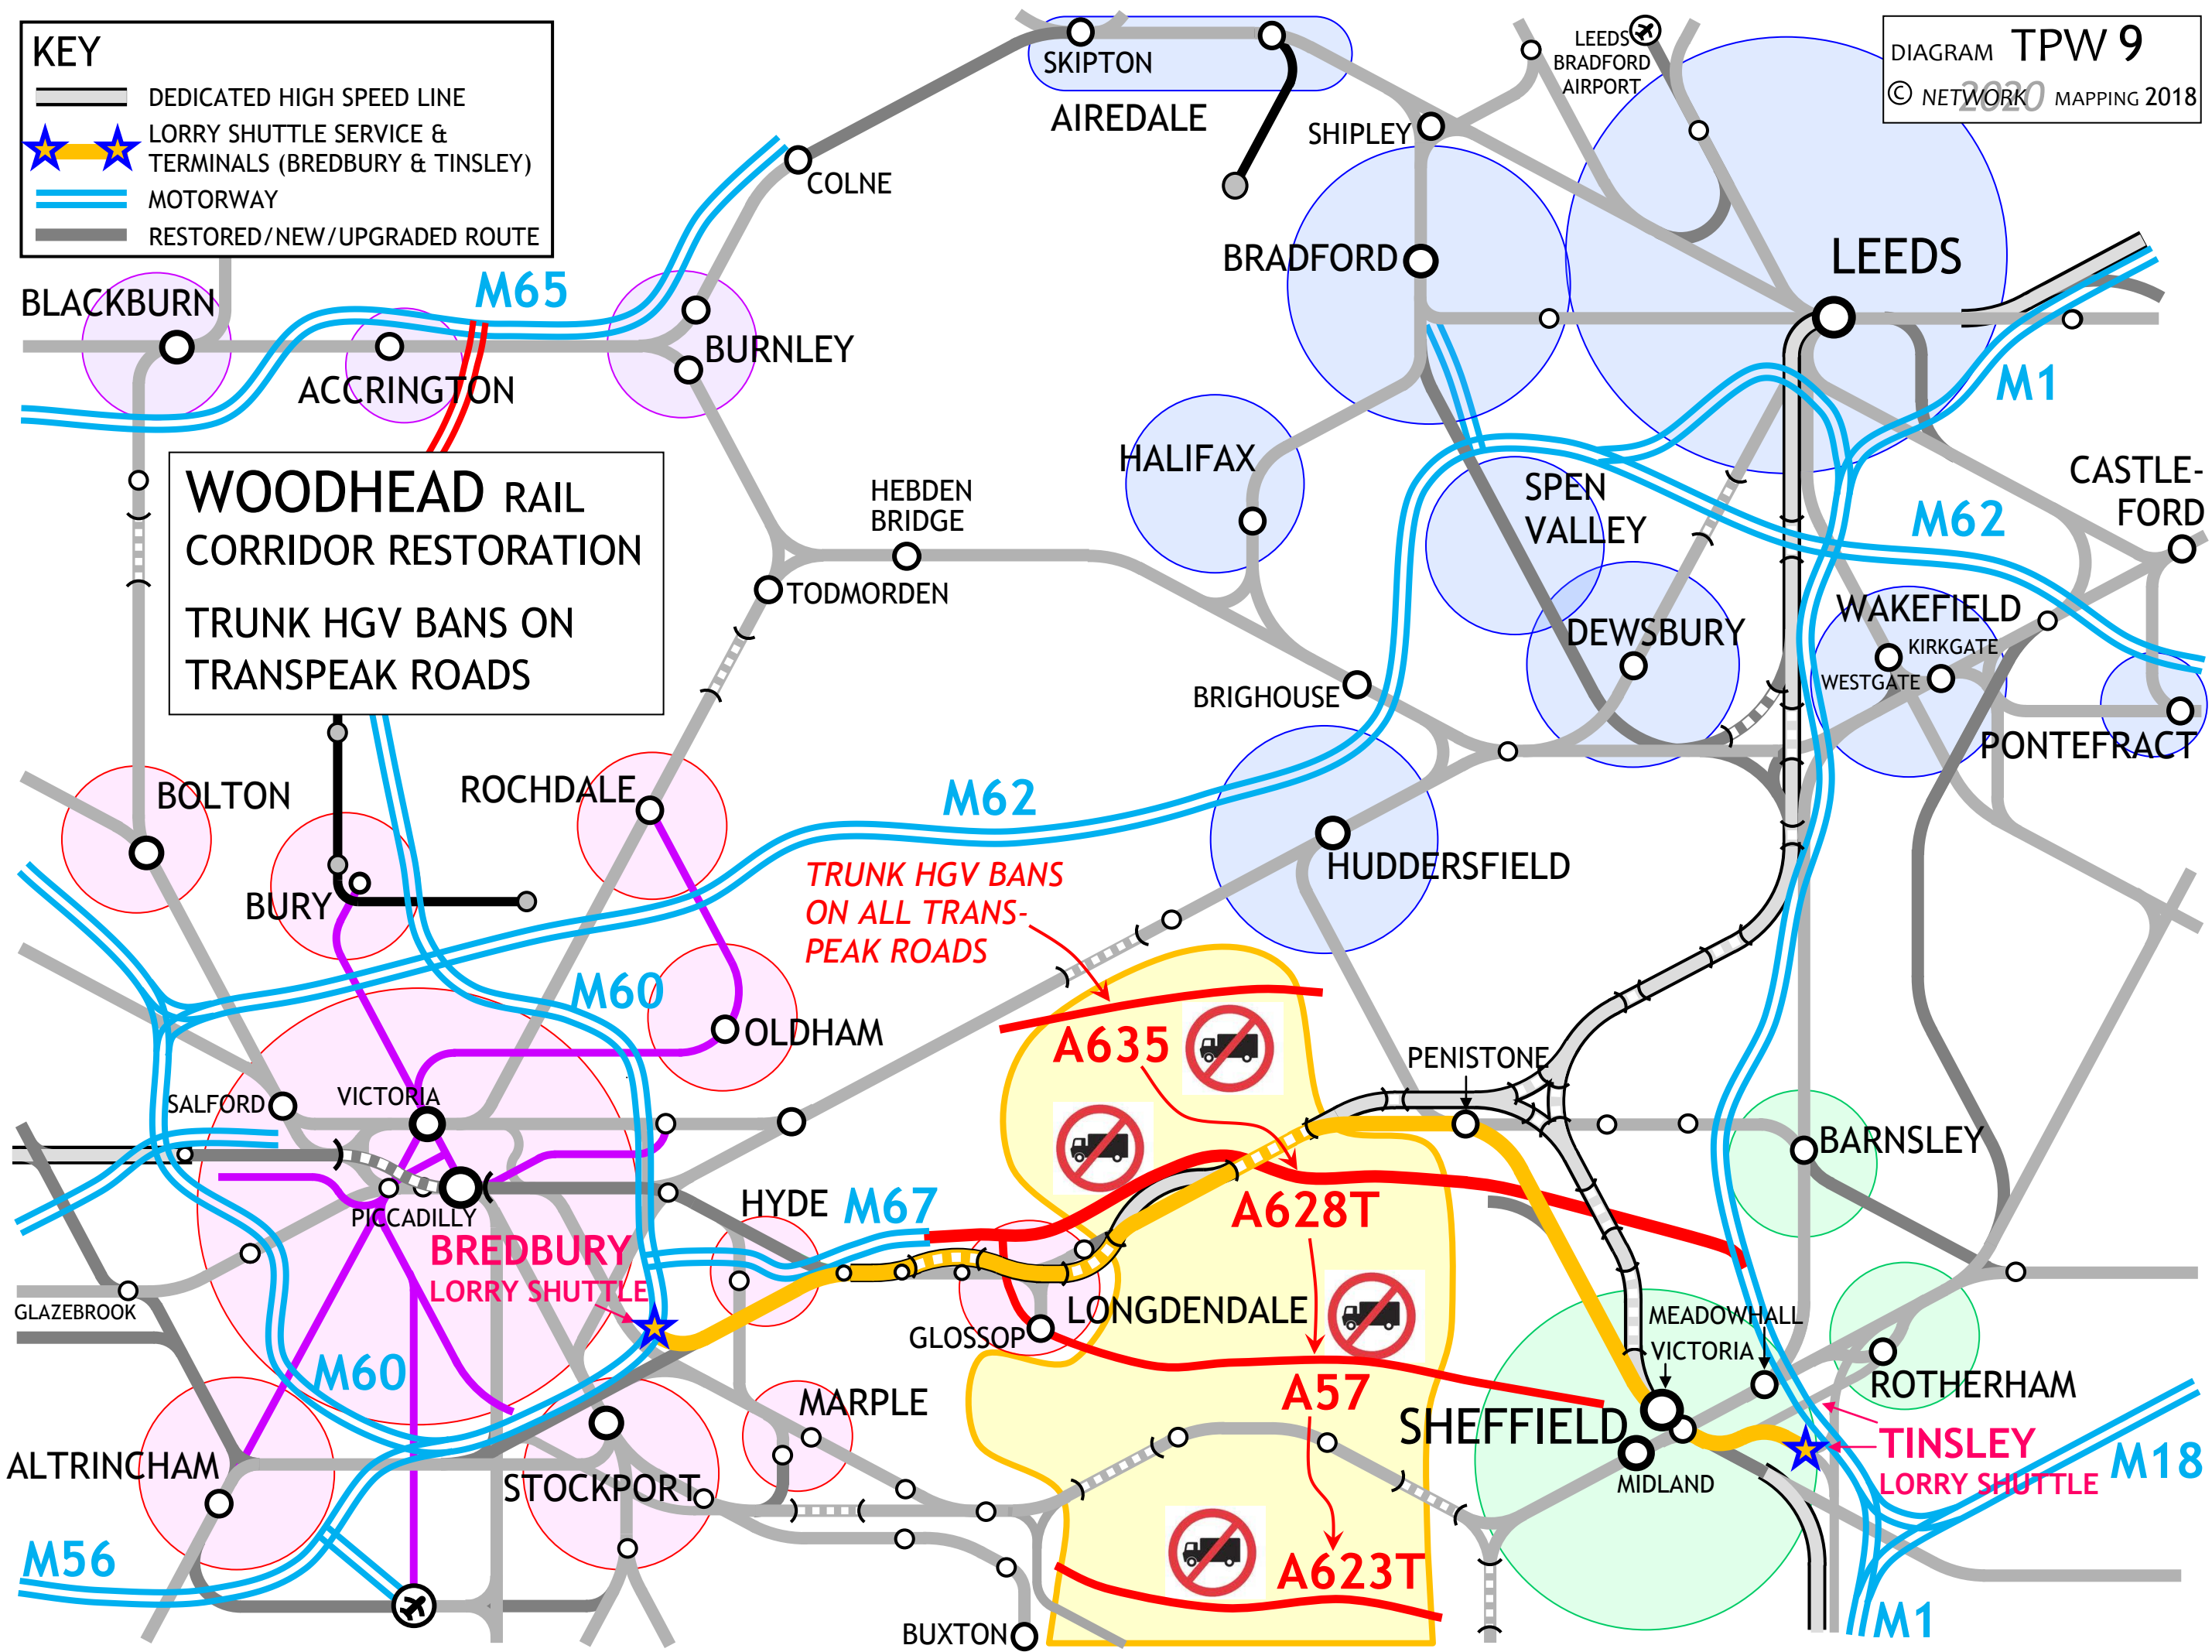 KEY
DEDICATED HIGH SPEED LINE
LORRY SHUTTLE SERVICE &
TERMINALS (BREDBURY & TINSLEY)
MOTORWAY
RESTORED/NEW/UPGRADED ROUTE
DIAGRAM TPW 9
© NETWORK 2020 MAPPING 2018
SKIPTON
AIREDALE
LEEDS
BRADFORD
AIRPORT
SHIPLEY
COLNE
BRADFORD
LEEDS
M65
BLACKBURN
BURNLEY
ACCRINGTON
M1
WOODHEAD RAIL
CORRIDOR RESTORATION
TRUNK HGV BANS ON
TRANSPEAK ROADS
HALIFAX
HEBDEN
BRIDGE
SPEN
VALLEY
CASTLE-
FORD
M62
TODMORDEN
DEWSBURY
WAKEFIELD
KIRKGATE
WESTGATE
BRIGHOUSE
PONTEFRACT
BOLTON
ROCHDALE
M62
BURY
HUDDERSFIELD
TRUNK HGV BANS
ON ALL TRANS-
PEAK ROADS
M60
OLDHAM
A635
PENISTONE
SALFORD
VICTORIA
BARNSLEY
PICCADILLY
HYDE
M67
A628T
BREDBURY
LORRY SHUTTLE
GLAZEBROOK
LONGDENDALE
GLOSSOP
MEADOWHALL
VICTORIA
M60
A57
ROTHERHAM
MARPLE
SHEFFIELD
TINSLEY
LORRY SHUTTLE
M18
ALTRINCHAM
STOCKPORT
MIDLAND
M56
A623T
BUXTON
M1